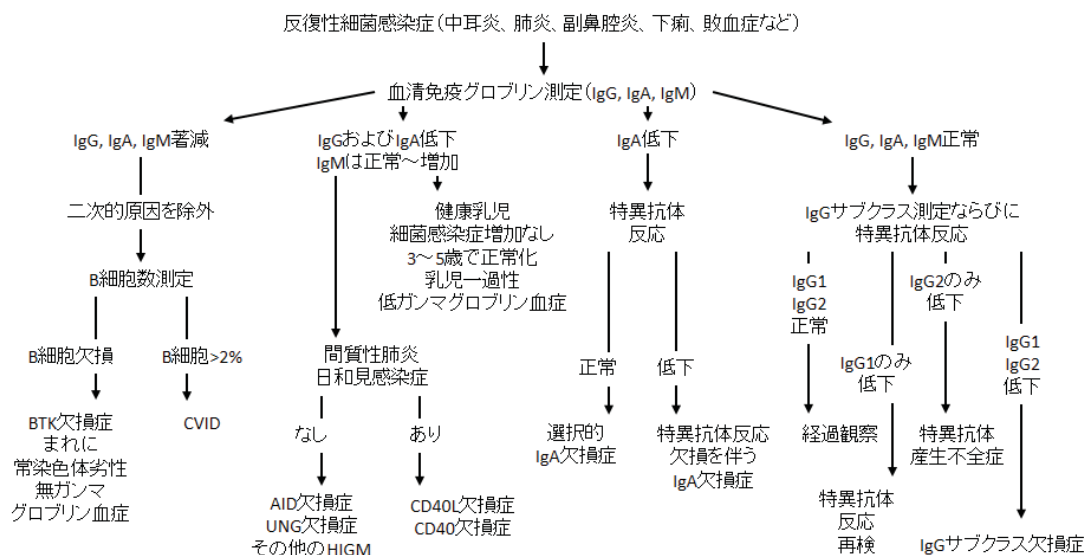 反復性細菌感染症(中耳炎、肺炎、副鼻腔炎、下痢、敗血症など)
血清免疫グロブリン測定(IgG, IgA, IgM)
IgG, IgA, IgM著減
二次的原因を除外
B細胞数測定
B細胞欠損
BTK欠損症
まれに
常染色体劣性
無ガンマ
グロブリン血症
B細胞>2%
CVID
IgGおよびIgA低下
IgMは正常~増加
健康乳児
細菌感染症増加なし
3~5歳で正常化
乳児一過性
低ガンマグロブリン血症
間質性肺炎
日和見感染症
なし
AID欠損症
UNG欠損症
その他のHIGM
あり
CD40L欠損症
CD40欠損症
IgA低下
特異抗体
反応
正常
選択的
IgA欠損症
低下
特異抗体反応
欠損を伴う
IgA欠損症
IgG, IgA, IgM正常
IgGサブクラス測定ならびに
特異抗体反応
IgG1
IgG2
正常
経過観察
IgG1のみ
低下
特異抗体
反応
再検
IgG2のみ
低下
特異抗体
産生不全症
IgG1
IgG2
低下
IgGサブクラス欠損症